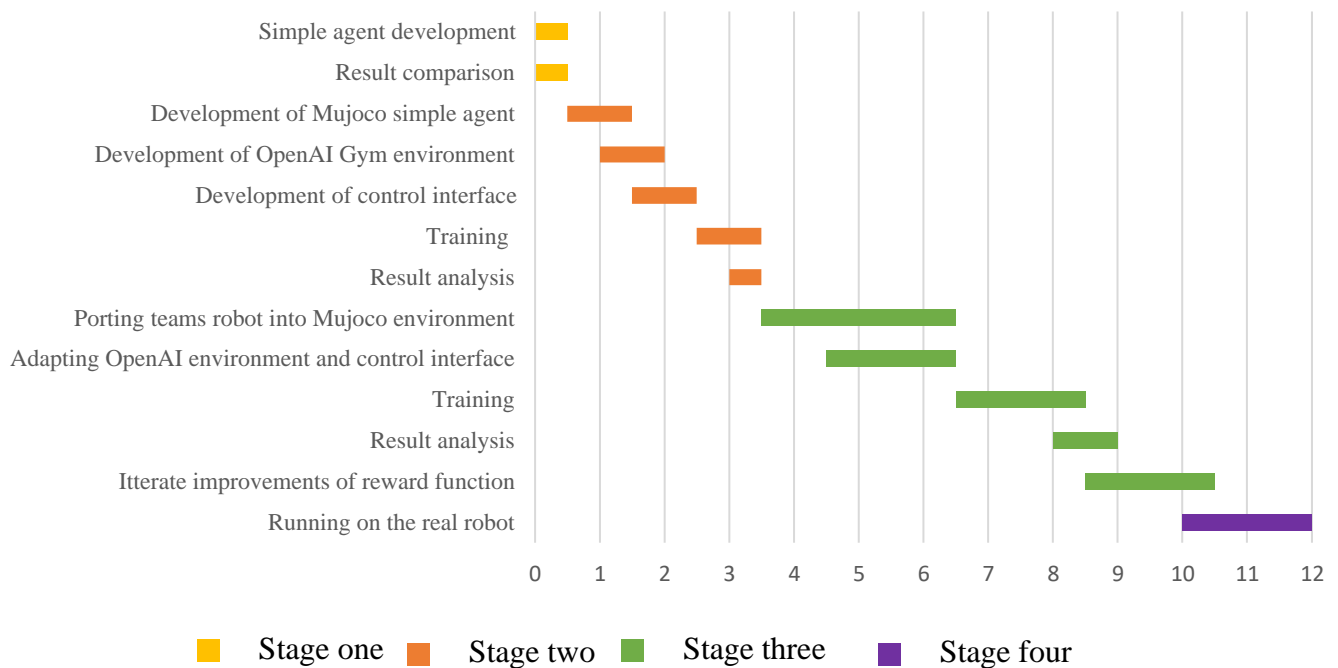 Simple agent development
Result comparison
Development of Mujoco simple agent
Development of OpenAI Gym environment
Development of control interface
Training
Result analysis
Porting teams robot into Mujoco environment
Adapting OpenAI environment and control interface
Training
Result analysis
Itterate improvements of reward function
Running on the real robot
0 1 2 3 4 5 6 7 8 9 10 11 12
Stage one Stage two Stage three Stage four